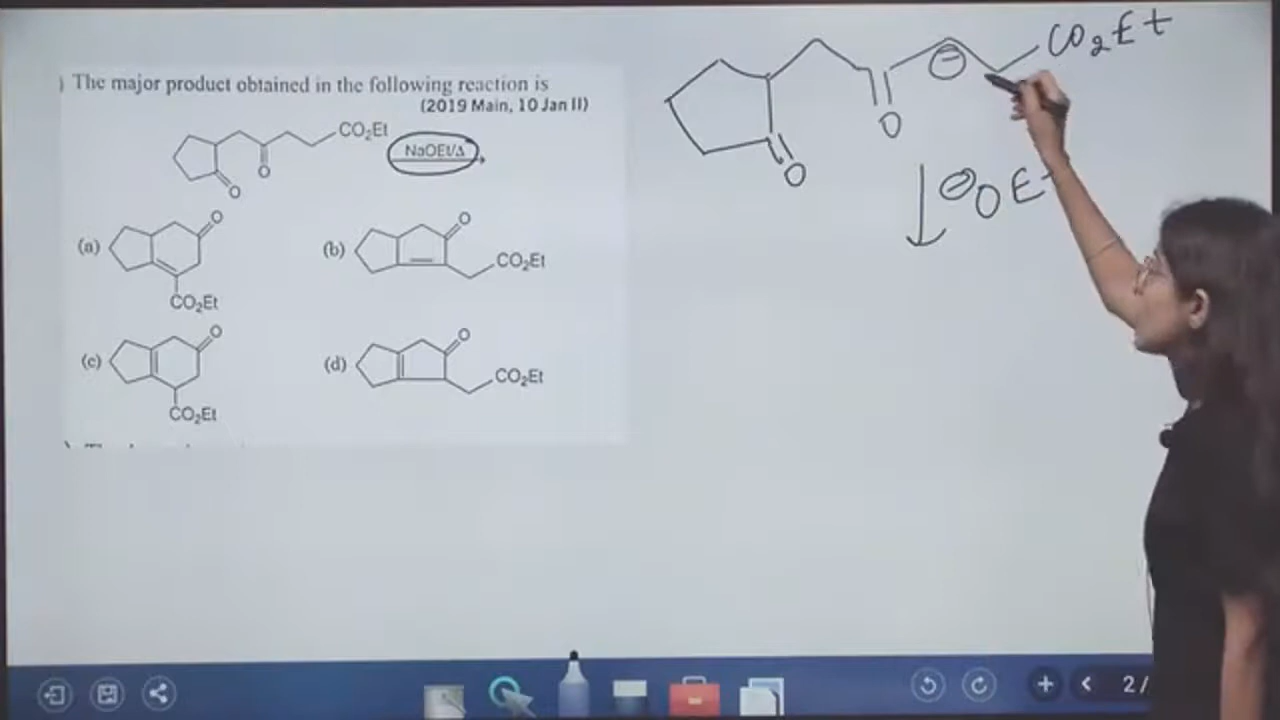 ) The major product obtained in the following reaction is
(2019 Main, 10 Jan II)
CO₂Et
NaOEt/Δ
O
O
(a)
O
CO₂Et
(b)
O
CO₂Et
(c)
O
CO₂Et
(d)
O
CO₂Et
CO₂Et
⊖
O
O
⊖OEt
2/